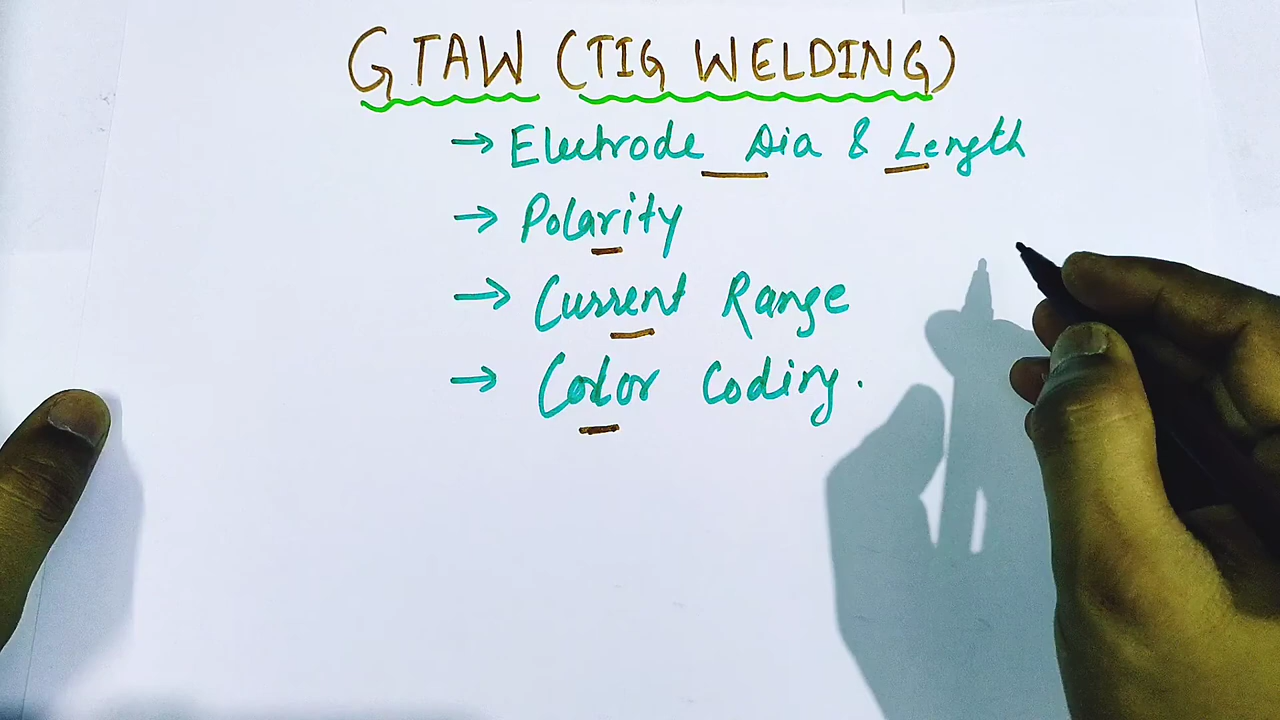 GTAW (TIG WELDING)
→ Electrode Dia & Length
→ Polarity
→ Current Range
→ Color Coding.